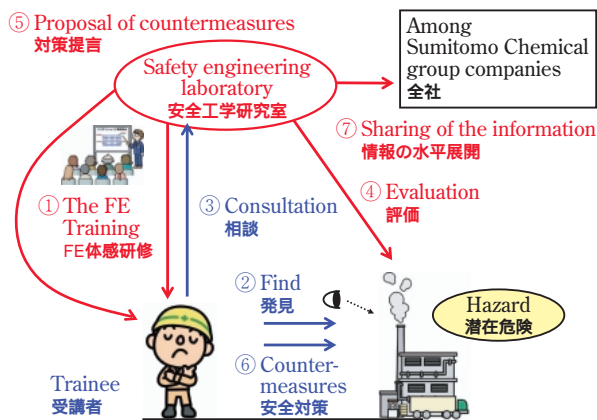 ⑤ Proposal of countermeasures
対策提言
Among
Sumitomo Chemical
group companies
全社
Safety engineering
laboratory
安全工学研究室
⑦ Sharing of the information
情報の水平展開
④ Evaluation
評価
① The FE
Training
FE体感研修
③ Consultation
相談
② Find
発見
Hazard
潜在危険
⑥ Counter-
measures
安全対策
Trainee
受講者